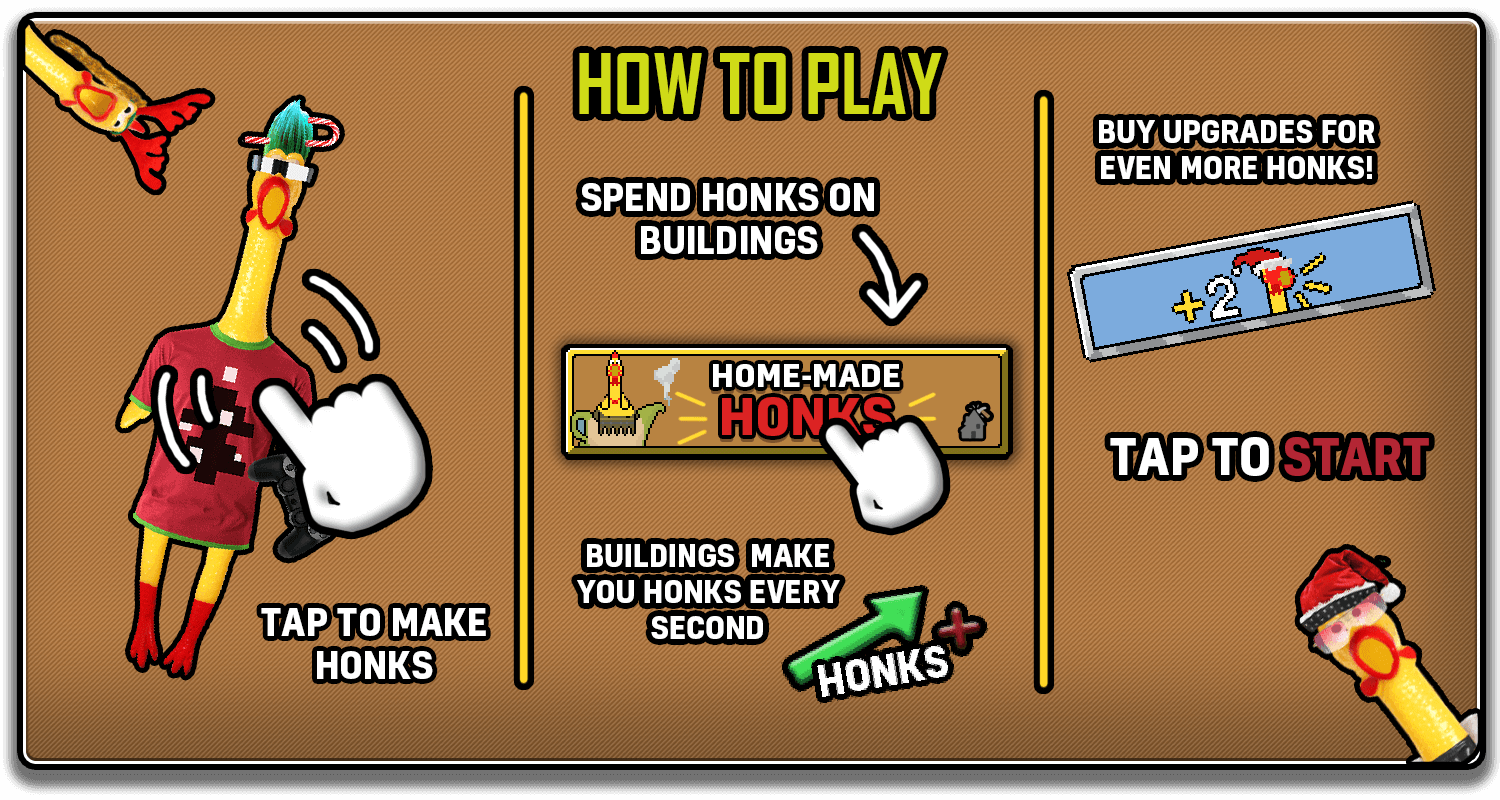 HOW TO PLAY
TAP TO MAKE
HONKS
SPEND HONKS ON
BUILDINGS
HOME-MADE
HONKS
BUILDINGS MAKE
YOU HONKS EVERY
SECOND
HONKS+
BUY UPGRADES FOR
EVEN MORE HONKS!
+2
TAP TO START